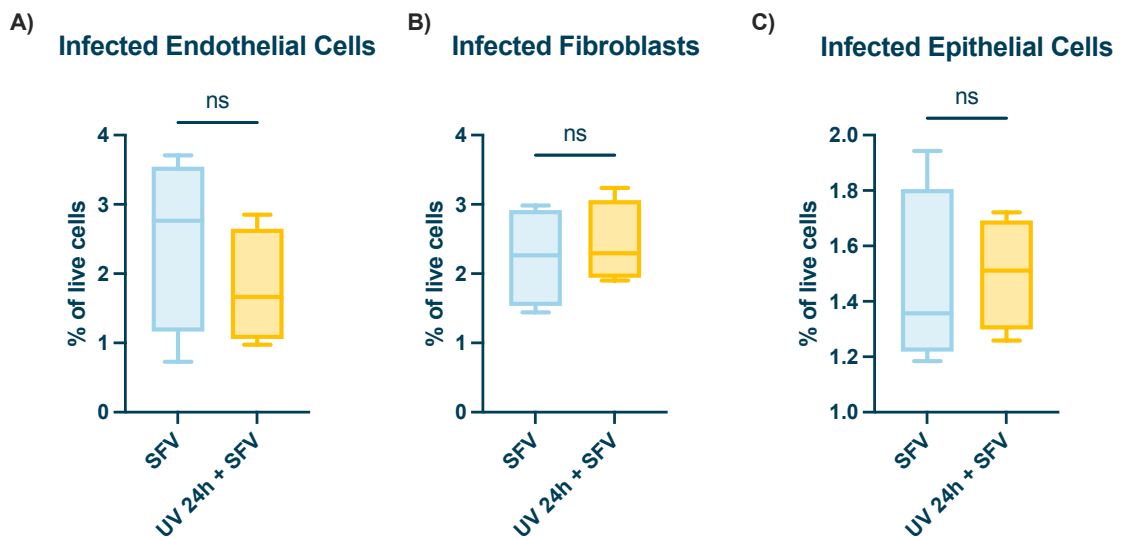 A)
Infected Endothelial Cells
ns
4
3
2
1
0
% of live cells
SFV
UV 24h + SFV
B)
Infected Fibroblasts
ns
4
3
2
1
0
% of live cells
SFV
UV 24h + SFV
C)
Infected Epithelial Cells
ns
2.0
1.8
1.6
1.4
1.2
1.0
% of live cells
SFV
UV 24h + SFV